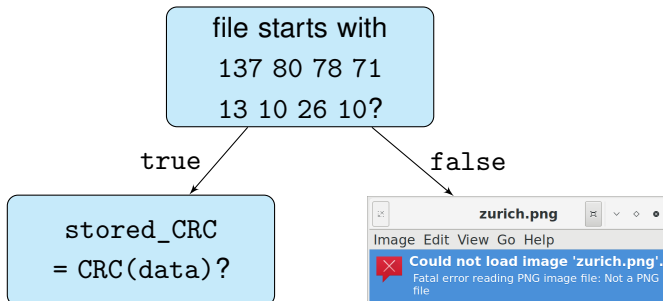 file starts with
137 80 78 71
13 10 26 10?
true
false
stored_CRC
= CRC(data)?
zurich.png
Image Edit View Go Help
Could not load image 'zurich.png'.
Fatal error reading PNG image file: Not a PNG
file